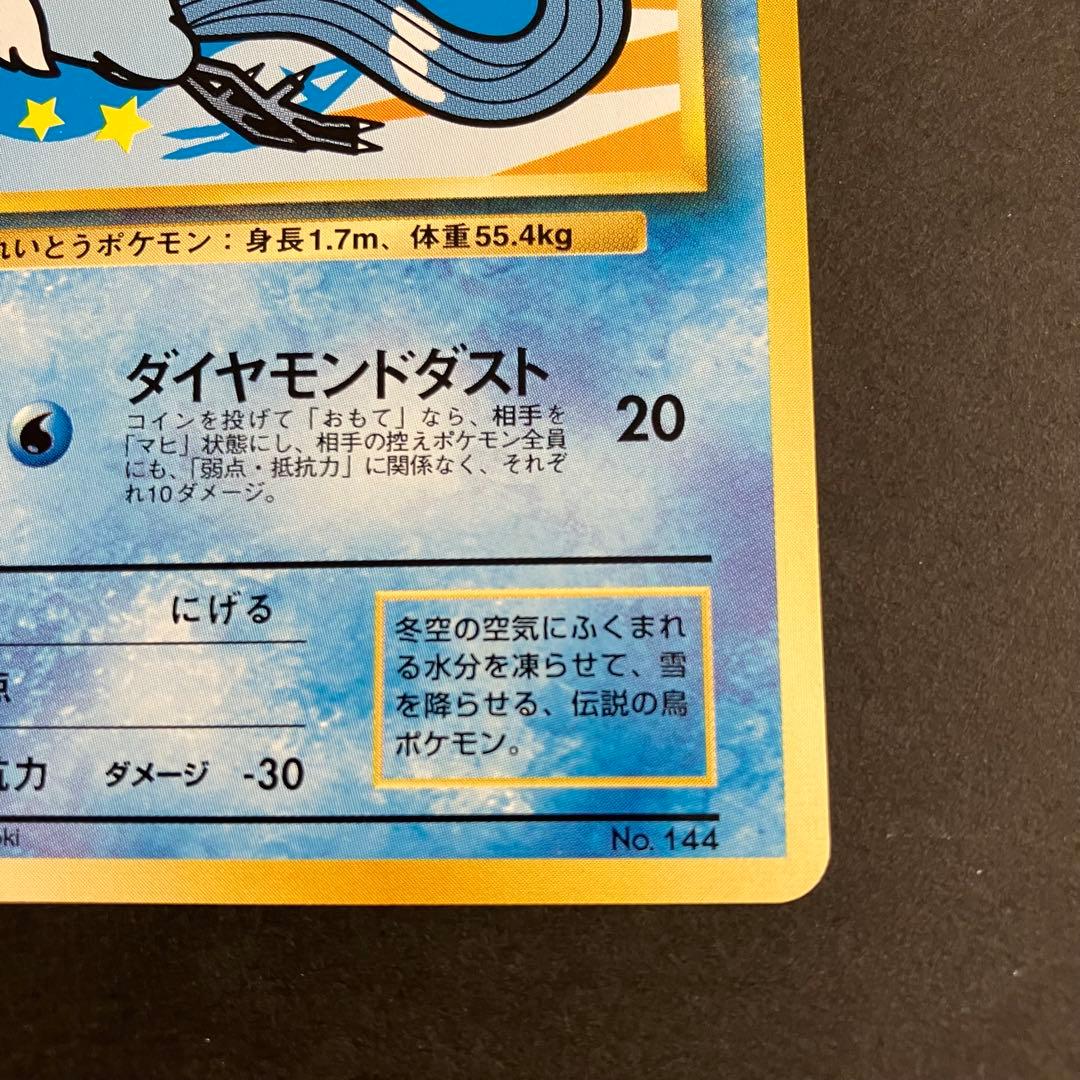 れいとうポケモン：身長1.7m、体重55.4kg
ダイヤモンドダスト
コインを投げて「おもて」なら、相手を
「マヒ」状態にし、相手の控えポケモン全員
にも、「弱点・抵抗力」に関係なく、それぞ
れ10ダメージ。
20
にげる
点
抗力 ダメージ -30
冬空の空気にふくまれ
る水分を凍らせて、雪
を降らせる、伝説の鳥
ポケモン。
oki
No. 144